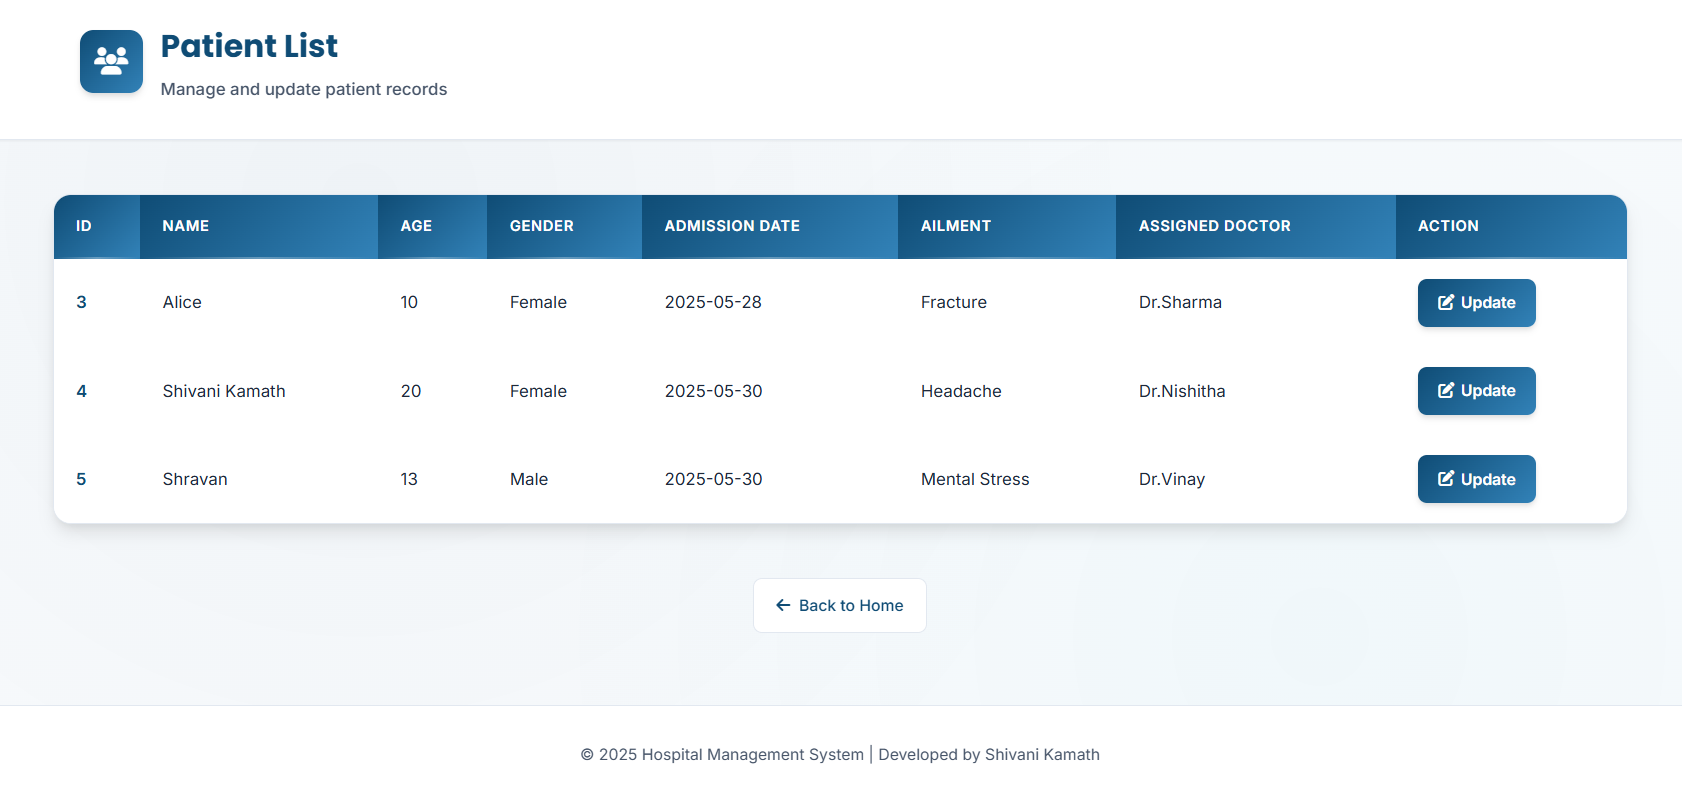 Patient List
Manage and update patient records
ID NAME AGE GENDER ADMISSION DATE AILMENT ASSIGNED DOCTOR ACTION
3 Alice 10 Female 2025-05-28 Fracture Dr.Sharma Update
4 Shivani Kamath 20 Female 2025-05-30 Headache Dr.Nishitha Update
5 Shravan 13 Male 2025-05-30 Mental Stress Dr.Vinay Update
← Back to Home
© 2025 Hospital Management System | Developed by Shivani Kamath